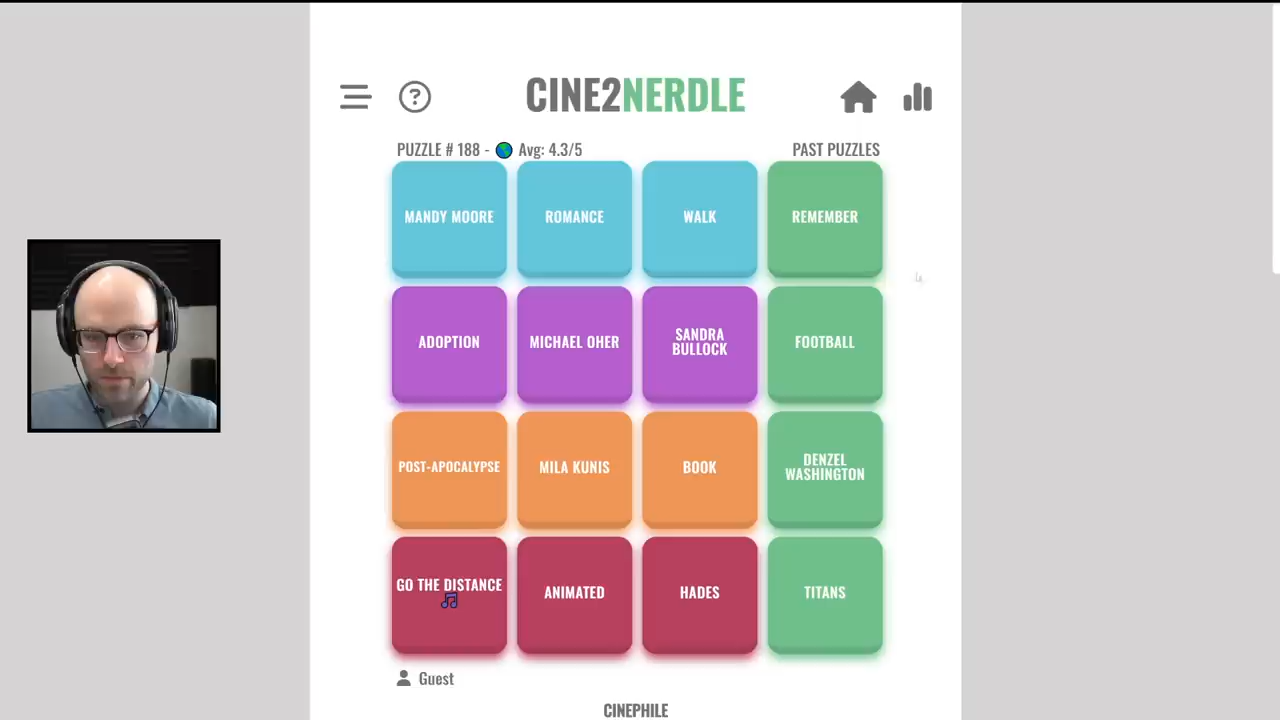 ?
CINE2NERDLE
PUZZLE # 188 - Avg: 4.3/5
PAST PUZZLES
MANDY MOORE
ROMANCE
WALK
REMEMBER
ADOPTION
MICHAEL OHER
SANDRA
BULLOCK
FOOTBALL
POST-APOCALYPSE
MILA KUNIS
BOOK
DENZEL
WASHINGTON
GO THE DISTANCE
ANIMATED
HADES
TITANS
Guest
CINEPHILE